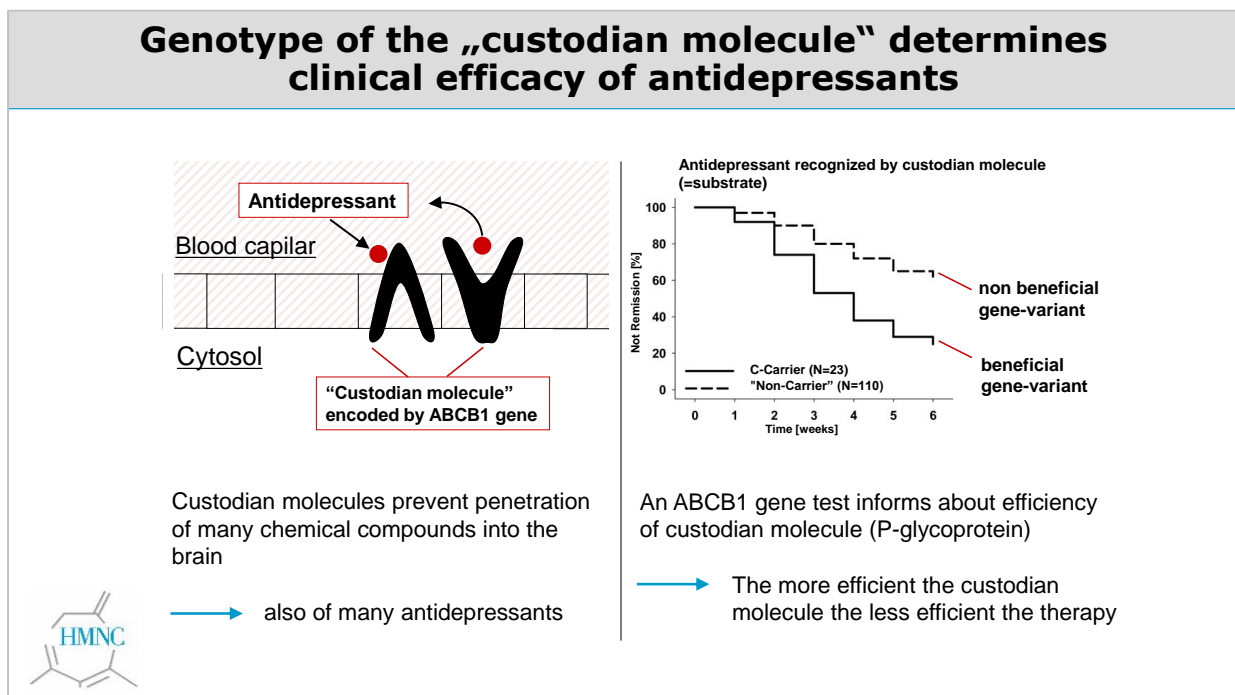 Genotype of the „custodian molecule“ determines
clinical efficacy of antidepressants
Antidepressant
Blood capilar
Cytosol
“Custodian molecule”
encoded by ABCB1 gene
Custodian molecules prevent penetration
of many chemical compounds into the
brain
also of many antidepressants
Antidepressant recognized by custodian molecule
(=substrate)
Not Remission [%]
100
80
60
40
20
0
C-Carrier (N=23)
"Non-Carrier” (N=110)
0 1 2 3 4 5 6
Time [weeks]
non beneficial
gene-variant
beneficial
gene-variant
An ABCB1 gene test informs about efficiency
of custodian molecule (P-glycoprotein)
The more efficient the custodian
molecule the less efficient the therapy
HMNC